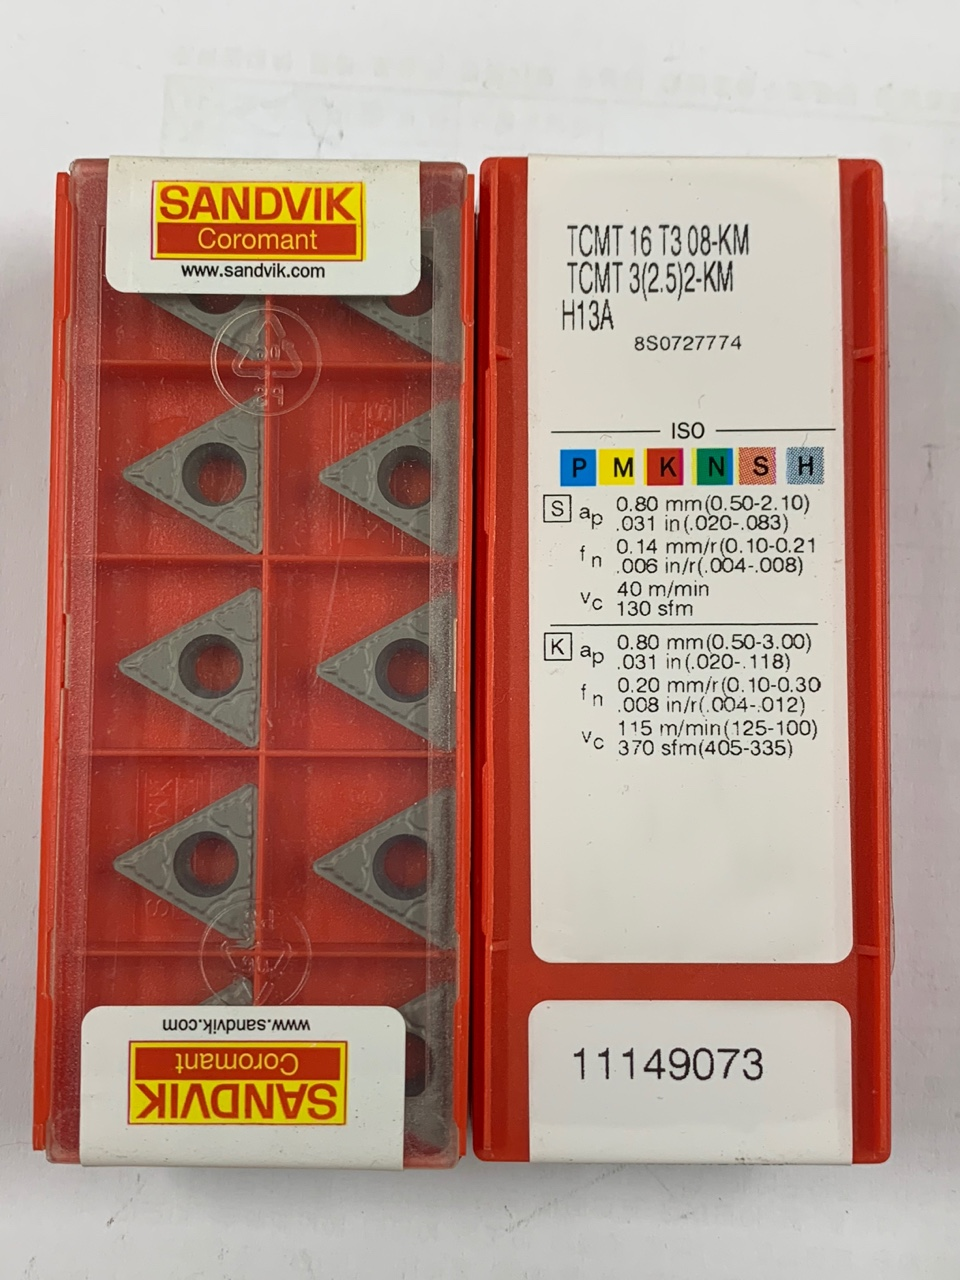 SANDVIK
Coromant
www.sandvik.com
www.sandvik.com
Coromant
SANDVIK
TCMT 16 T3 08-KM
TCMT 3(2.5)2-KM
H13A
8S0727774
ISO
P M K N S H
S ap 0.80 mm(0.50-2.10)
.031 in(.020-.083)
fn 0.14 mm/r(0.10-0.21
.006 in/r(.004-.008)
vc 40 m/min
130 sfm
K ap 0.80 mm(0.50-3.00)
.031 in(.020-.118)
fn 0.20 mm/r(0.10-0.30
.008 in/r(.004-.012)
vc 115 m/min(125-100)
370 sfm(405-335)
11149073